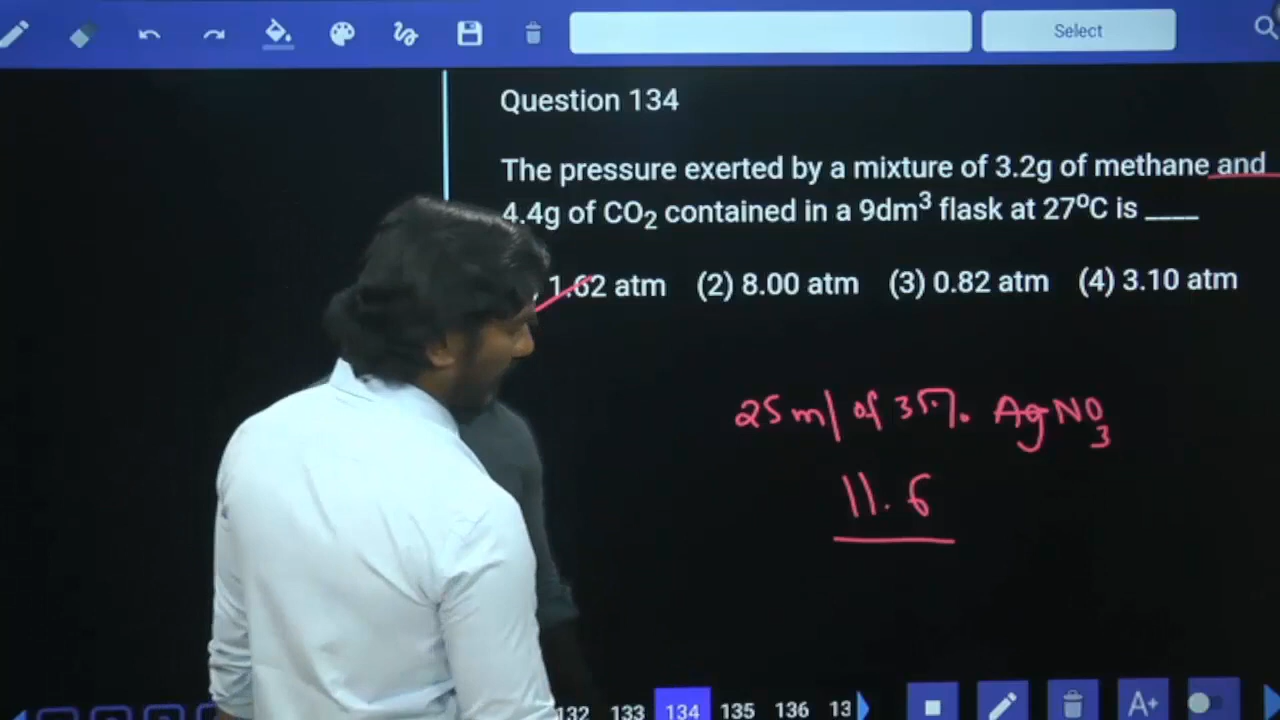 Select
Question 134
The pressure exerted by a mixture of 3.2g of methane and
4.4g of CO₂ contained in a 9dm³ flask at 27⁰C is ____
1.62 atm (2) 8.00 atm (3) 0.82 atm (4) 3.10 atm
25 ml of 35%. AgNO₃
11.6
132 133 134 135 136 13
A+